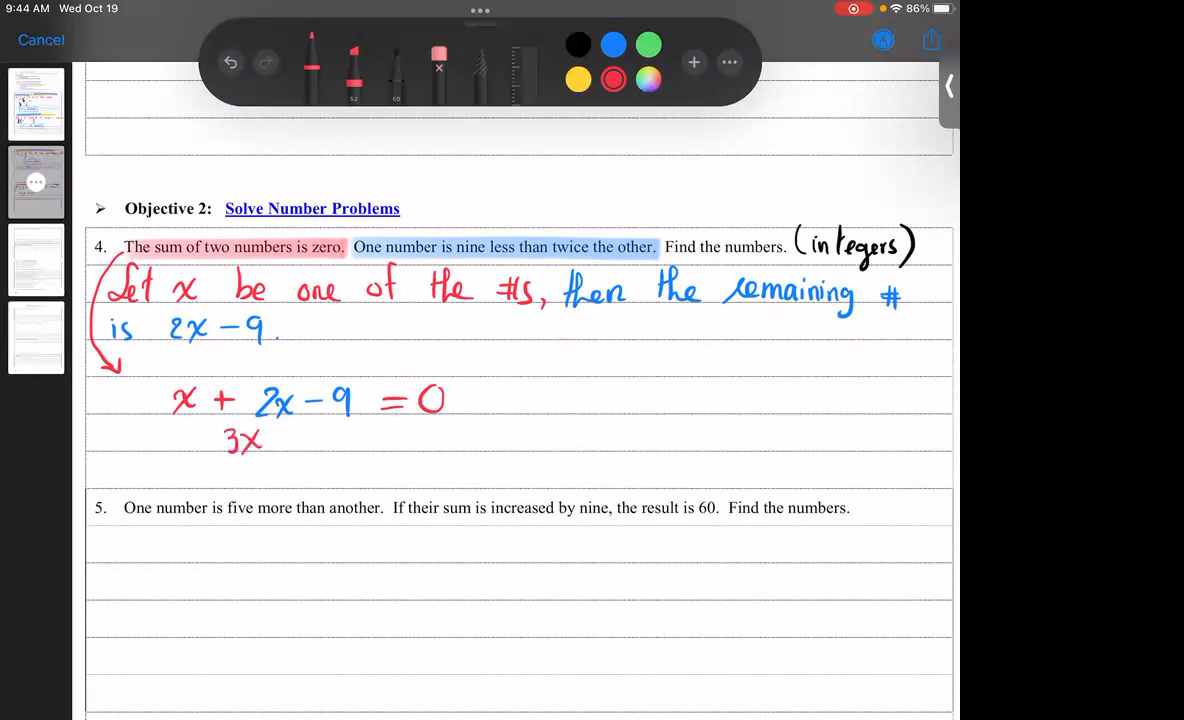 9:44 AM Wed Oct 19
86%
Cancel
52
60
➢ Objective 2: Solve Number Problems
4. The sum of two numbers is zero. One number is nine less than twice the other. Find the numbers. (integers)
Let x be one of the #s, then the remaining #
is 2x - 9.
x + 2x - 9 = 0
3x
5. One number is five more than another. If their sum is increased by nine, the result is 60. Find the numbers.